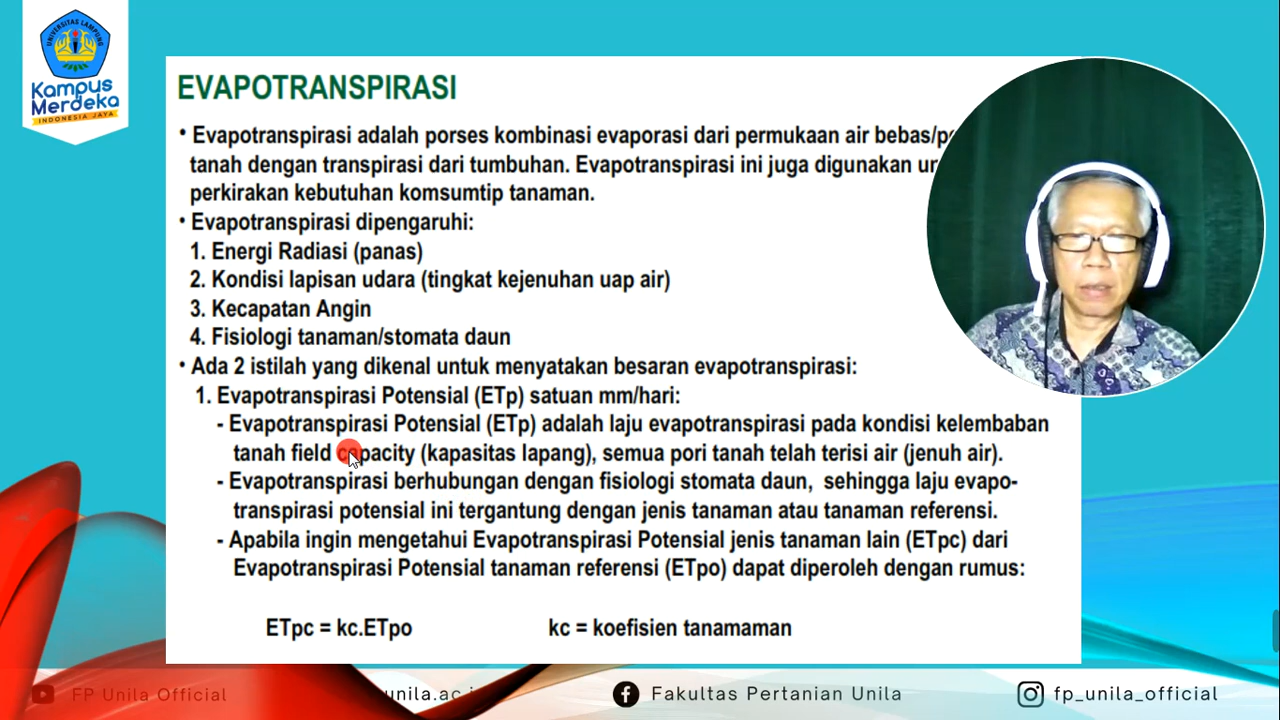 UNIVERSITAS LAMPUNG
Kampus
Merdeka
INDONESIA JAYA
EVAPOTRANSPIRASI
• Evapotranspirasi adalah porses kombinasi evaporasi dari permukaan air bebas/
tanah dengan transpirasi dari tumbuhan. Evapotranspirasi ini juga digunakan
perkirakan kebutuhan komsumtip tanaman.
• Evapotranspirasi dipengaruhi:
1. Energi Radiasi (panas)
2. Kondisi lapisan udara (tingkat kejenuhan uap air)
3. Kecapatan Angin
4. Fisiologi tanaman/stomata daun
• Ada 2 istilah yang dikenal untuk menyatakan besaran evapotranspirasi:
1. Evapotranspirasi Potensial (ETp) satuan mm/hari:
- Evapotranspirasi Potensial (ETp) adalah laju evapotranspirasi pada kondisi kelembaban
tanah field capacity (kapasitas lapang), semua pori tanah telah terisi air (jenuh air).
- Evapotranspirasi berhubungan dengan fisiologi stomata daun, sehingga laju evapo-
transpirasi potensial ini tergantung dengan jenis tanaman atau tanaman referensi.
- Apabila ingin mengetahui Evapotranspirasi Potensial jenis tanaman lain (ETpc) dari
Evapotranspirasi Potensial tanaman referensi (ETpo) dapat diperoleh dengan rumus:
ETpc = kc.ETpo kc = koefisien tanamaman
FP Unila Official unila.ac. Fakultas Pertanian Unila fp_unila_official